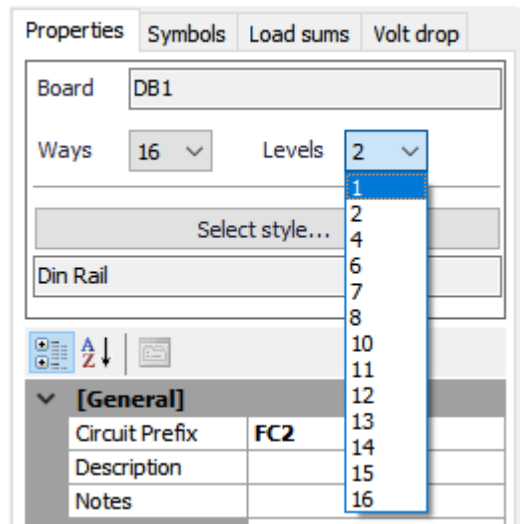 Properties Symbols Load sums Volt drop
Board DB1
Ways 16 Levels 2
1
2
4
6
7
8
10
11
12
13
14
15
16
Select style...
Din Rail
A
Z
[General]
Circuit Prefix FC2
Description
Notes